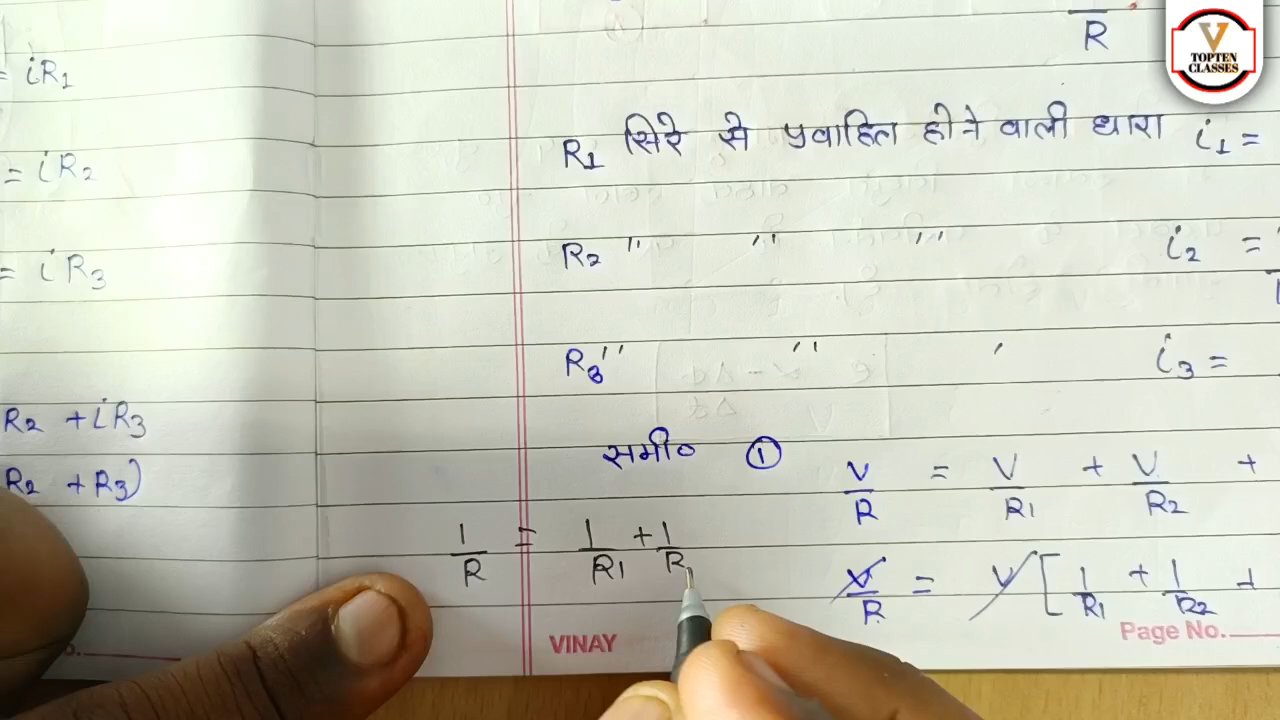 = iR1
= iR2
= iR3
R2 + iR3
R2 + R3)
R
R1 सिरे से प्रवाहित होने वाली धारा i1 =
R2 " " " i2 =
R3 " " ' i3 =
समी० ①
V/R = V/R1 + V/R2 +
1/R = 1/R1 + 1/R
V/R = V [1/R1 + 1/R2 +
VINAY
Page No.
V
TOPTEN
CLASSES